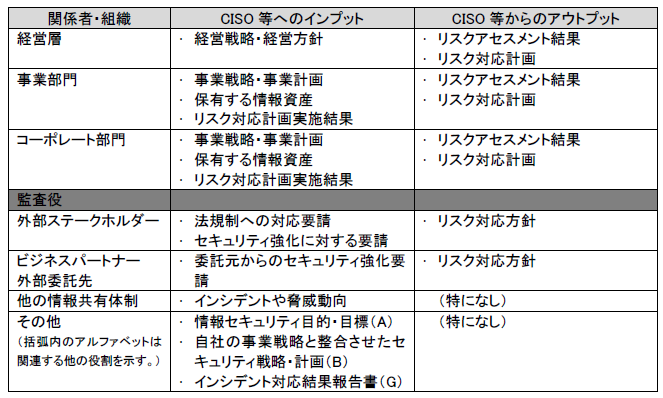 関係者・組織 CISO 等へのインプット CISO 等からのアウトプット
経営層 · 経営戦略・経営方針 · リスクアセスメント結果
· リスク対応計画
事業部門 · 事業戦略・事業計画 · リスクアセスメント結果
· 保有する情報資産 · リスク対応計画
· リスク対応計画実施結果
コーポレート部門 · 事業戦略・事業計画 · リスクアセスメント結果
· 保有する情報資産 · リスク対応計画
· リスク対応計画実施結果
監査役
外部ステークホルダー · 法規制への対応要請 · リスク対応方針
· セキュリティ強化に対する要請
ビジネスパートナー · 委託元からのセキュリティ強化要 · リスク対応方針
外部委託先 請
他の情報共有体制 · インシデントや脅威動向 （特になし）
その他 · 情報セキュリティ目的・目標（A） （特になし）
（括弧内のアルファベットは · 自社の事業戦略と整合させたセ
関連する他の役割を示す。） キュリティ戦略・計画（B）
· インシデント対応結果報告書（G）